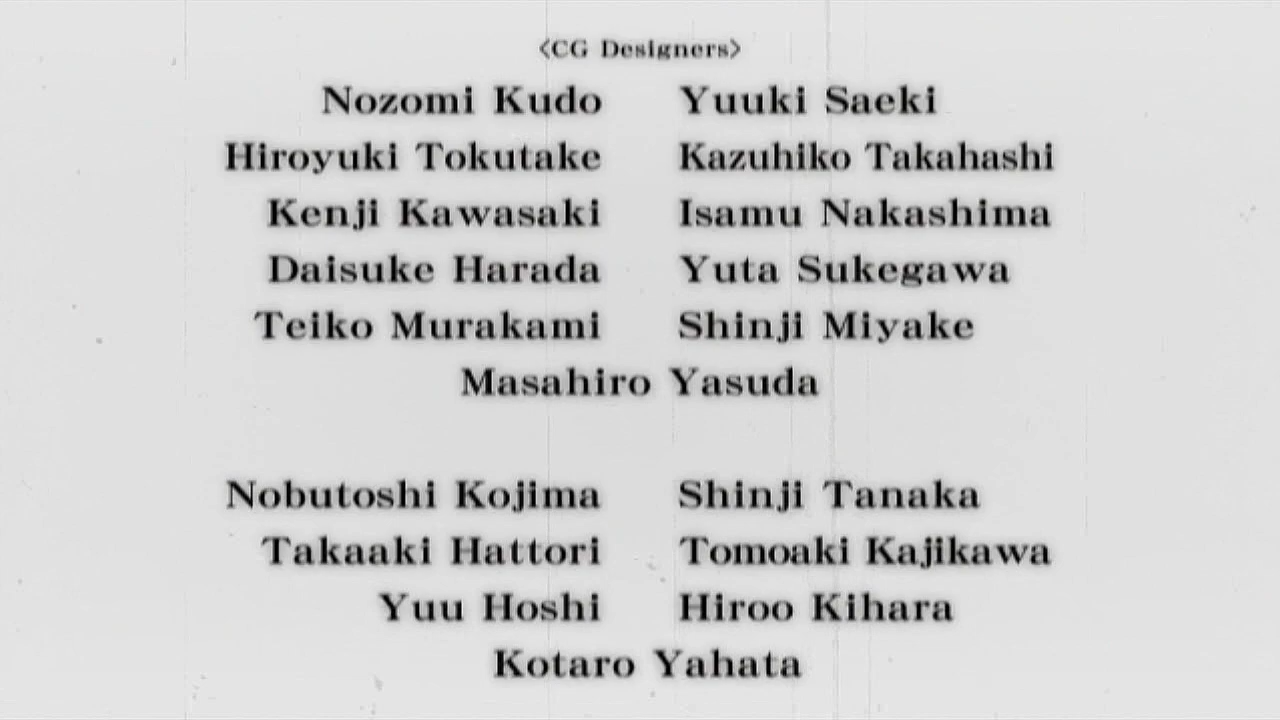 <CG Designers>
Nozomi Kudo Yuuki Saeki
Hiroyuki Tokutake Kazuhiko Takahashi
Kenji Kawasaki Isamu Nakashima
Daisuke Harada Yuta Sukegawa
Teiko Murakami Shinji Miyake
Masahiro Yasuda
Nobutoshi Kojima Shinji Tanaka
Takaaki Hattori Tomoaki Kajikawa
Yuu Hoshi Hiroo Kihara
Kotaro Yahata